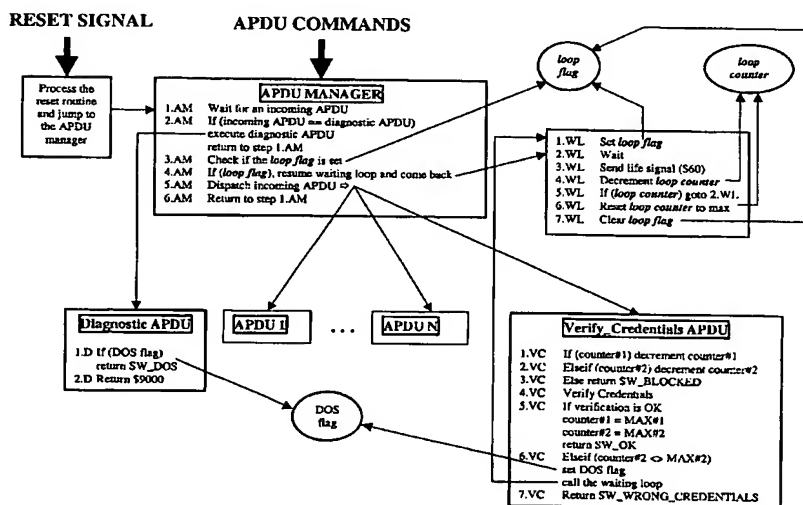 RESET SIGNAL
APDU COMMANDS
Process the
reset routine
and jump to
the APDU
manager
APDU MANAGER
1.AM Wait for an incoming APDU
2.AM If (incoming APDU == diagnostic APDU)
execute diagnostic APDU
return to step 1.AM
3.AM Check if the loop flag is set
4.AM If (loop flag), resume waiting loop and come back
5.AM Dispatch incoming APDU ⇨
6.AM Return to step 1.AM
loop
flag
loop
counter
1.WL Set loop flag
2.WL Wait
3.WL Send life signal ($60)
4.WL Decrement loop counter
5.WL If (loop counter) goto 2.WL
6.WL Reset loop counter to max
7.WL Clear loop flag
Diagnostic APDU
1.D If (DOS flag)
return SW_DOS
2.D Return $9000
APDU 1
...
APDU N
DOS
flag
Verify_Credentials APDU
1.VC If (counter#1) decrement counter#1
2.VC Elseif (counter#2) decrement counter#2
3.VC Else return SW_BLOCKED
4.VC Verify Credentials
5.VC If verification is OK
counter#1 = MAX#1
counter#2 = MAX#2
return SW_OK
6.VC Elseif (counter#2 <> MAX#2)
set DOS flag
call the waiting loop
7.VC Return SW_WRONG_CREDENTIALS